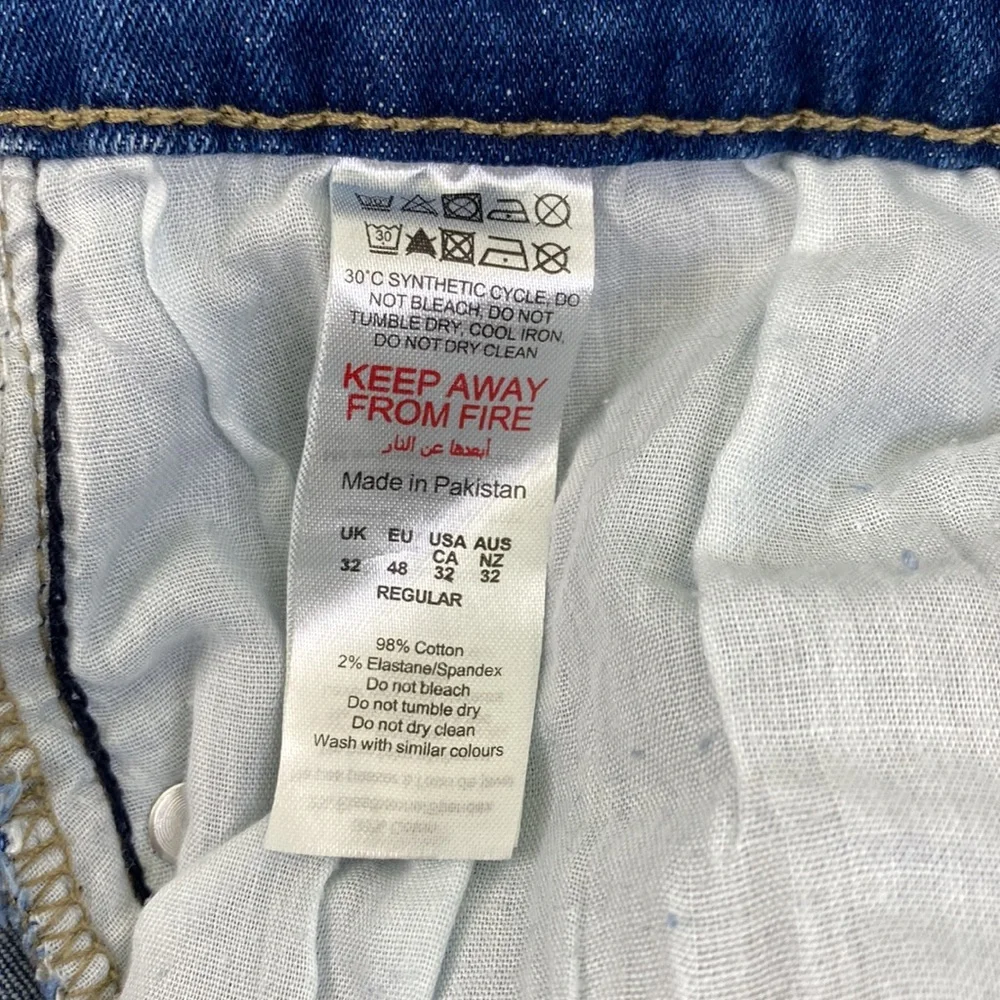 30
30°C SYNTHETIC CYCLE, DO
NOT BLEACH, DO NOT
TUMBLE DRY, COOL IRON,
DO NOT DRY CLEAN
KEEP AWAY
FROM FIRE
أبعدها عن النار
Made in Pakistan
UK EU USA AUS
CA NZ
32 48 32 32
REGULAR
98% Cotton
2% Elastane/Spandex
Do not bleach
Do not tumble dry
Do not dry clean
Wash with similar colours